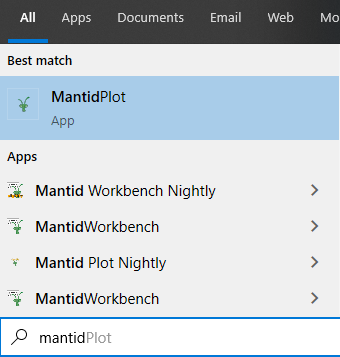 All Apps Documents Email Web Mo
Best match
MantidPlot
App
Apps
Mantid Workbench Nightly
MantidWorkbench
Mantid Plot Nightly
MantidWorkbench
mantidPlot